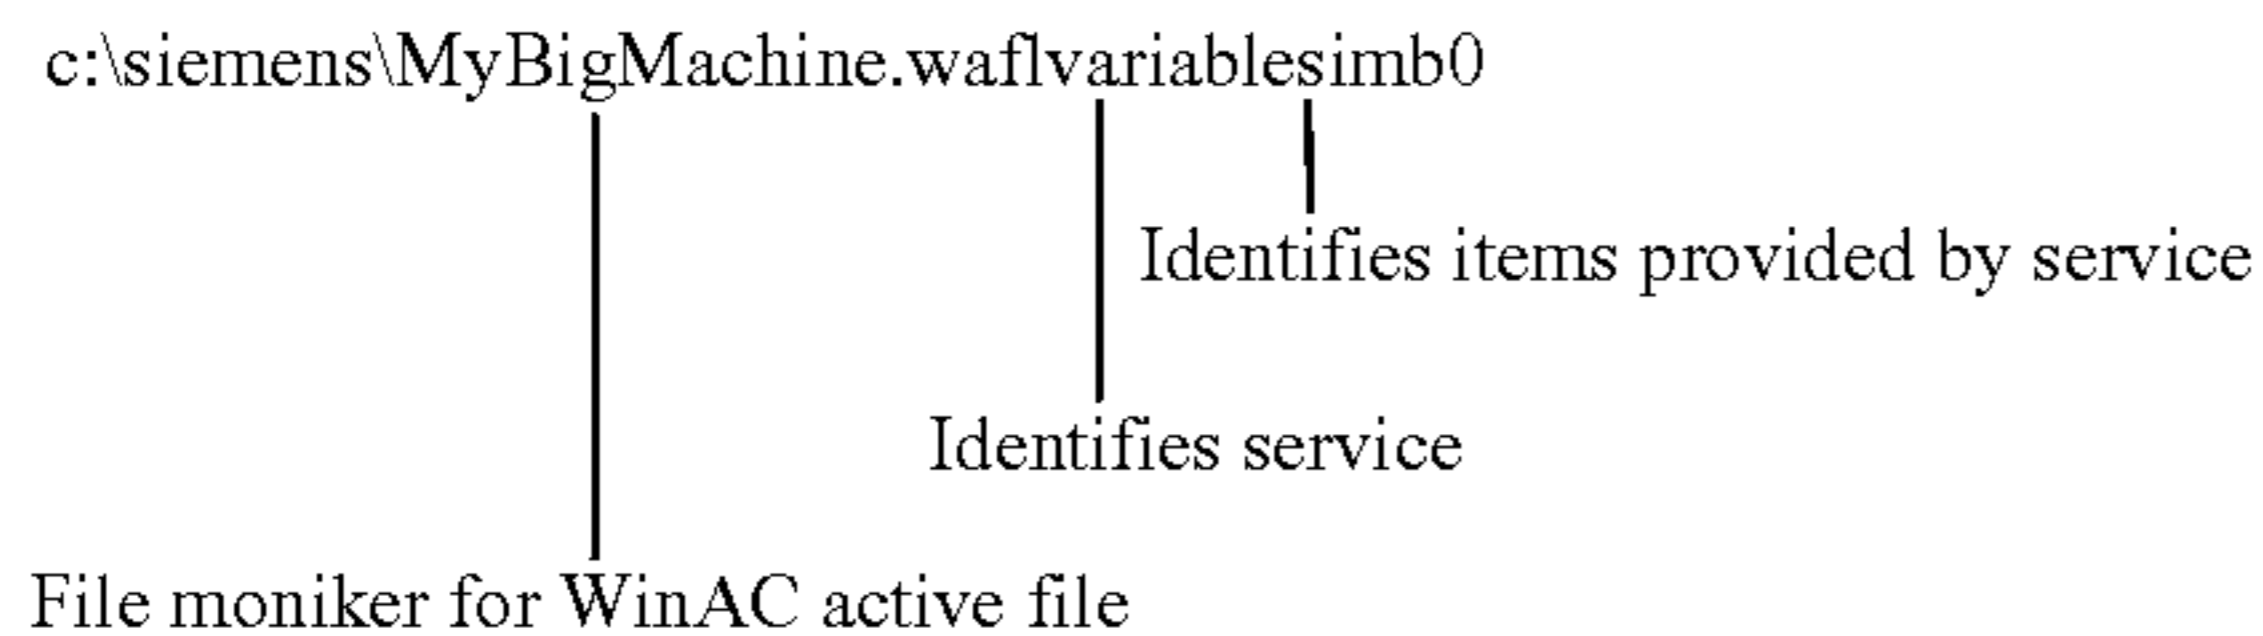 c:\siemens\MyBigMachine.waflvariablesimb0
Identifies items provided by service
Identifies service
File moniker for WinAC active file